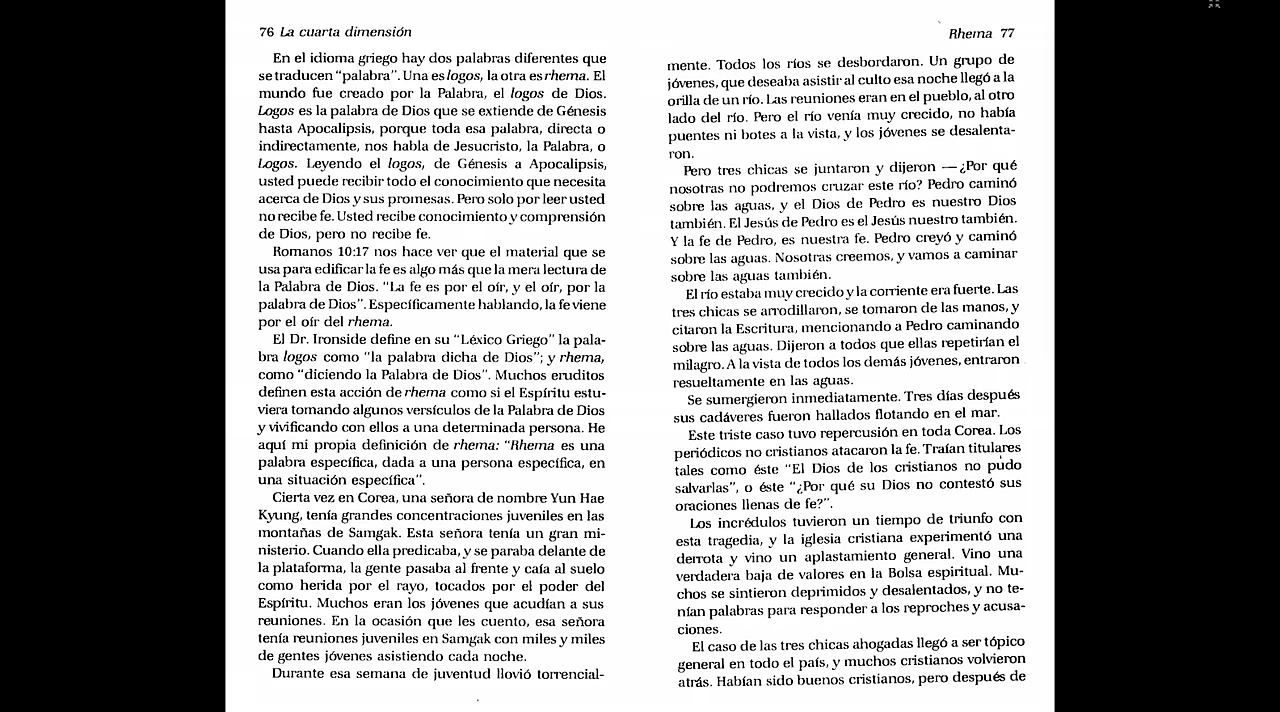 76 La cuarta dimensión
En el idioma griego hay dos palabras diferentes que
se traducen “palabra”. Una es logos, la otra es rhema. El
mundo fue creado por la Palabra, el logos de Dios.
Logos es la palabra de Dios que se extiende de Génesis
hasta Apocalipsis, porque toda esa palabra, directa o
indirectamente, nos habla de Jesucristo, la Palabra, o
Logos. Leyendo el logos, de Génesis a Apocalipsis,
usted puede recibir todo el conocimiento que necesita
acerca de Dios y sus promesas. Pero solo por leer usted
no recibe fe. Usted recibe conocimiento y comprensión
de Dios, pero no recibe fe.
Romanos 10:17 nos hace ver que el material que se
usa para edificar la fe es algo más que la mera lectura de
la Palabra de Dios. “La fe es por el oír, y el oír, por la
palabra de Dios”. Específicamente hablando, la fe viene
por el oír del rhema.
El Dr. Ironside define en su “Léxico Griego” la pala-
bra logos como “la palabra dicha de Dios”; y rhema,
como “diciendo la Palabra de Dios”. Muchos eruditos
definen esta acción de rhema como si el Espíritu estu-
viera tomando algunos versículos de la Palabra de Dios
y vivificando con ellos a una determinada persona. He
aquí mi propia definición de rhema: “Rhema es una
palabra específica, dada a una persona específica, en
una situación específica”.
Cierta vez en Corea, una señora de nombre Yun Hae
Kyung, tenía grandes concentraciones juveniles en las
montañas de Samgak. Esta señora tenía un gran mi-
nisterio. Cuando ella predicaba, y se paraba delante de
la plataforma, la gente pasaba al frente y caía al suelo
como herida por el rayo, tocados por el poder del
Espíritu. Muchos eran los jóvenes que acudían a sus
reuniones. En la ocasión que les cuento, esa señora
tenía reuniones juveniles en Samgak con miles y miles
de gentes jóvenes asistiendo cada noche.
Durante esa semana de juventud llovió torrencial-
Rhema 77
mente. Todos los ríos se desbordaron. Un grupo de
jóvenes, que deseaba asistir al culto esa noche llegó a la
orilla de un río. Las reuniones eran en el pueblo, al otro
lado del río. Pero el río venía muy crecido, no había
puentes ni botes a la vista, y los jóvenes se desalenta-
ron.
Pero tres chicas se juntaron y dijeron —¿Por qué
nosotras no podremos cruzar este río? Pedro caminó
sobre las aguas, y el Dios de Pedro es nuestro Dios
también. El Jesús de Pedro es el Jesús nuestro también.
Y la fe de Pedro, es nuestra fe. Pedro creyó y caminó
sobre las aguas. Nosotras creemos, y vamos a caminar
sobre las aguas también.
El río estaba muy crecido y la corriente era fuerte. Las
tres chicas se arrodillaron, se tomaron de las manos, y
citaron la Escritura, mencionando a Pedro caminando
sobre las aguas. Dijeron a todos que ellas repetirían el
milagro. A la vista de todos los demás jóvenes, entraron
resueltamente en las aguas.
Se sumergieron inmediatamente. Tres días después
sus cadáveres fueron hallados flotando en el mar.
Este triste caso tuvo repercusión en toda Corea. Los
periódicos no cristianos atacaron la fe. Traían titulares
tales como éste “El Dios de los cristianos no pudo
salvarlas”, o éste “¿Por qué su Dios no contestó sus
oraciones llenas de fe?”.
Los incrédulos tuvieron un tiempo de triunfo con
esta tragedia, y la iglesia cristiana experimentó una
derrota y vino un aplastamiento general. Vino una
verdadera baja de valores en la Bolsa espiritual. Mu-
chos se sintieron deprimidos y desalentados, y no te-
nían palabras para responder a los reproches y acusa-
ciones.
El caso de las tres chicas ahogadas llegó a ser tópico
general en todo el país, y muchos cristianos volvieron
atrás. Habían sido buenos cristianos, pero después de